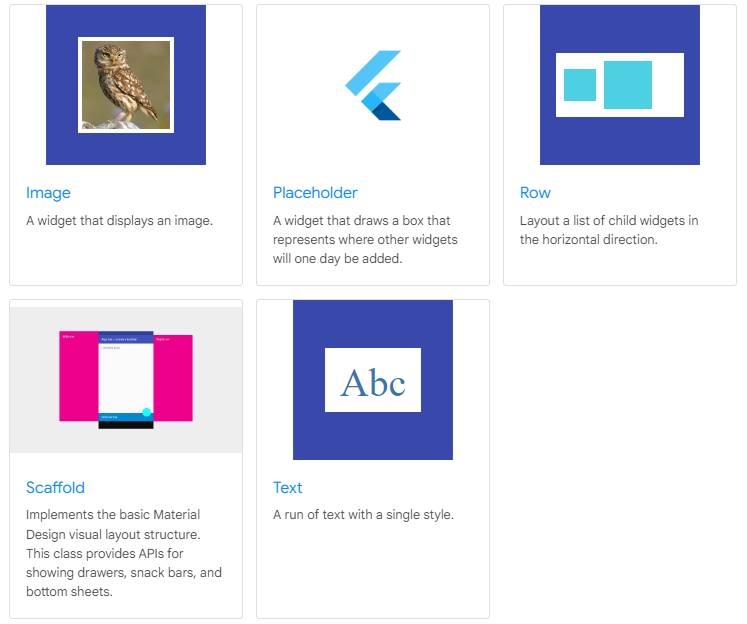 Image
A widget that displays an image.
Placeholder
A widget that draws a box that
represents where other widgets
will one day be added.
Row
Layout a list of child widgets in
the horizontal direction.
Scaffold
Implements the basic Material
Design visual layout structure.
This class provides APIs for
showing drawers, snack bars, and
bottom sheets.
Abc
Text
A run of text with a single style.